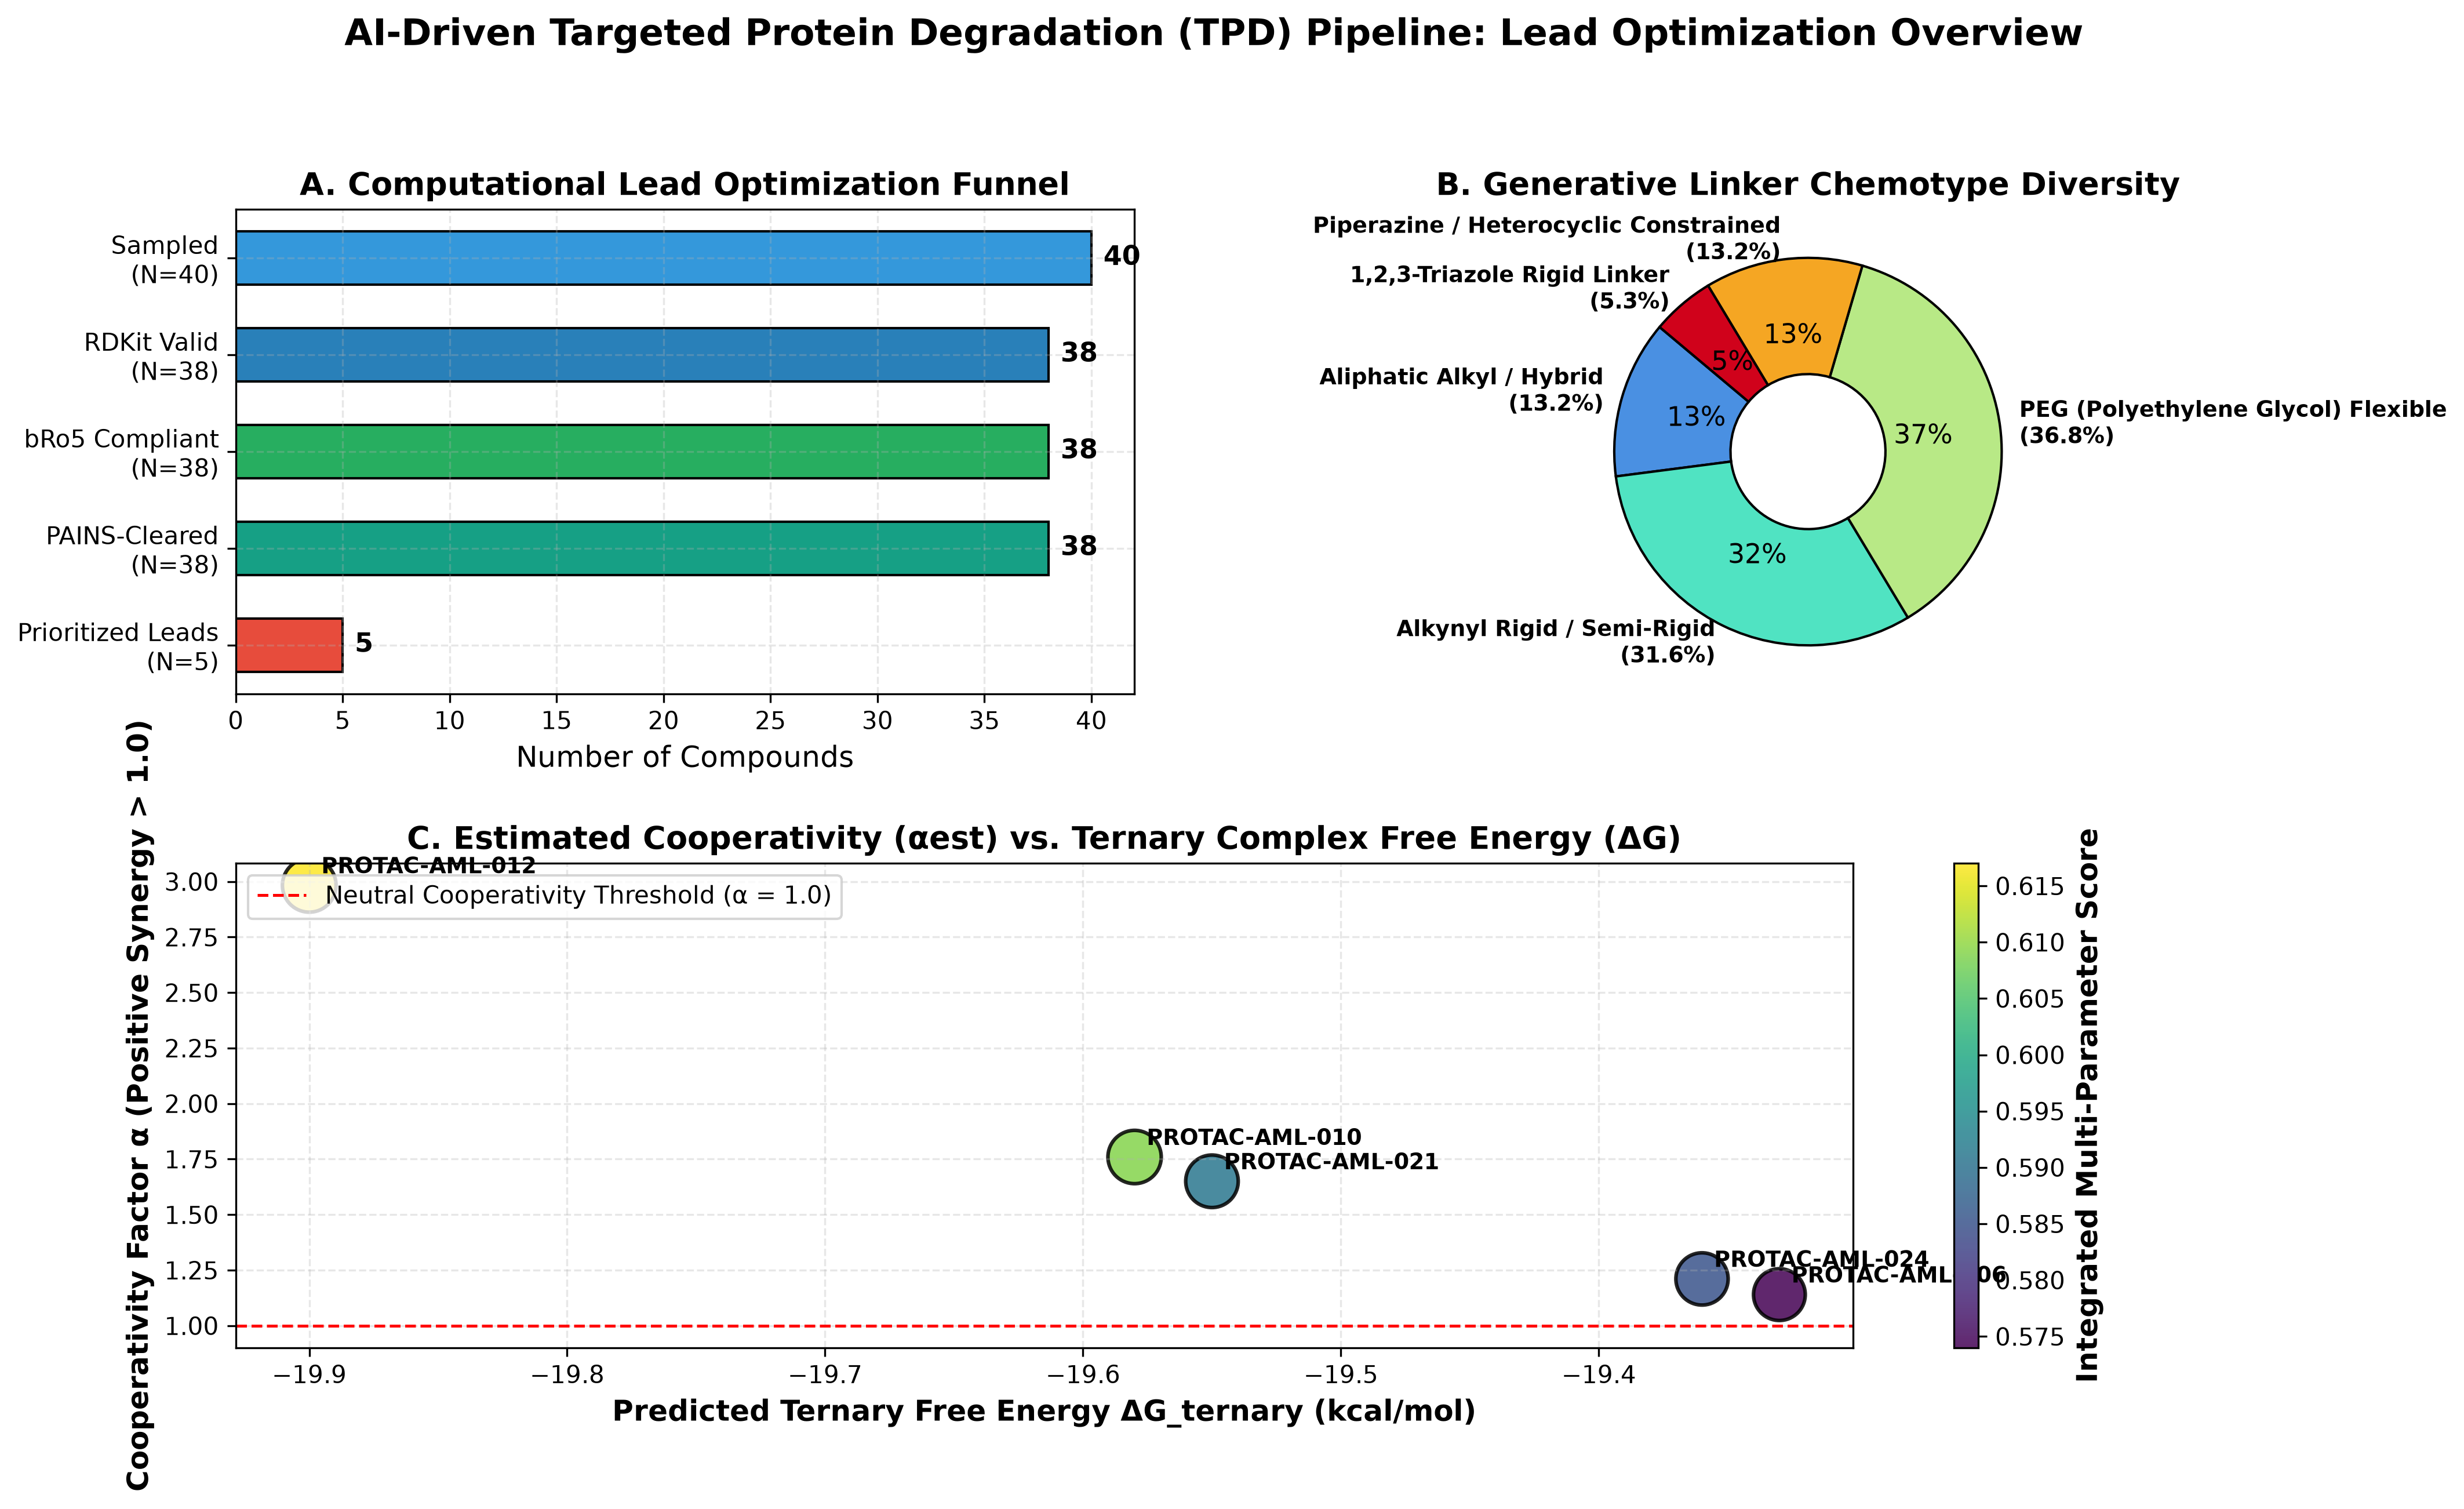 AI-Driven Targeted Protein Degradation (TPD) Pipeline: Lead Optimization Overview
A. Computational Lead Optimization Funnel
Sampled
(N=40)
40
RDKit Valid
(N=38)
38
bRo5 Compliant
(N=38)
38
PAINS-Cleared
(N=38)
38
Prioritized Leads
(N=5)
5
0 5 10 15 20 25 30 35 40
Number of Compounds
B. Generative Linker Chemotype Diversity
Piperazine / Heterocyclic Constrained
(13.2%)
1,2,3-Triazole Rigid Linker
(5.3%)
Aliphatic Alkyl / Hybrid
(13.2%)
PEG (Polyethylene Glycol) Flexible
(36.8%)
Alkynyl Rigid / Semi-Rigid
(31.6%)
13%
5%
13%
37%
32%
C. Estimated Cooperativity (αest) vs. Ternary Complex Free Energy (ΔG)
Cooperativity Factor α (Positive Synergy > 1.0)
3.00
2.75
2.50
2.25
2.00
1.75
1.50
1.25
1.00
PROTAC-AML-012
Neutral Cooperativity Threshold (α = 1.0)
PROTAC-AML-010
PROTAC-AML-021
PROTAC-AML-024
−19.9 −19.8 −19.7 −19.6 −19.5 −19.4
Predicted Ternary Free Energy ΔG_ternary (kcal/mol)
0.615
0.610
0.605
0.600
0.595
0.590
0.585
0.580
0.575
Integrated Multi-Parameter Score